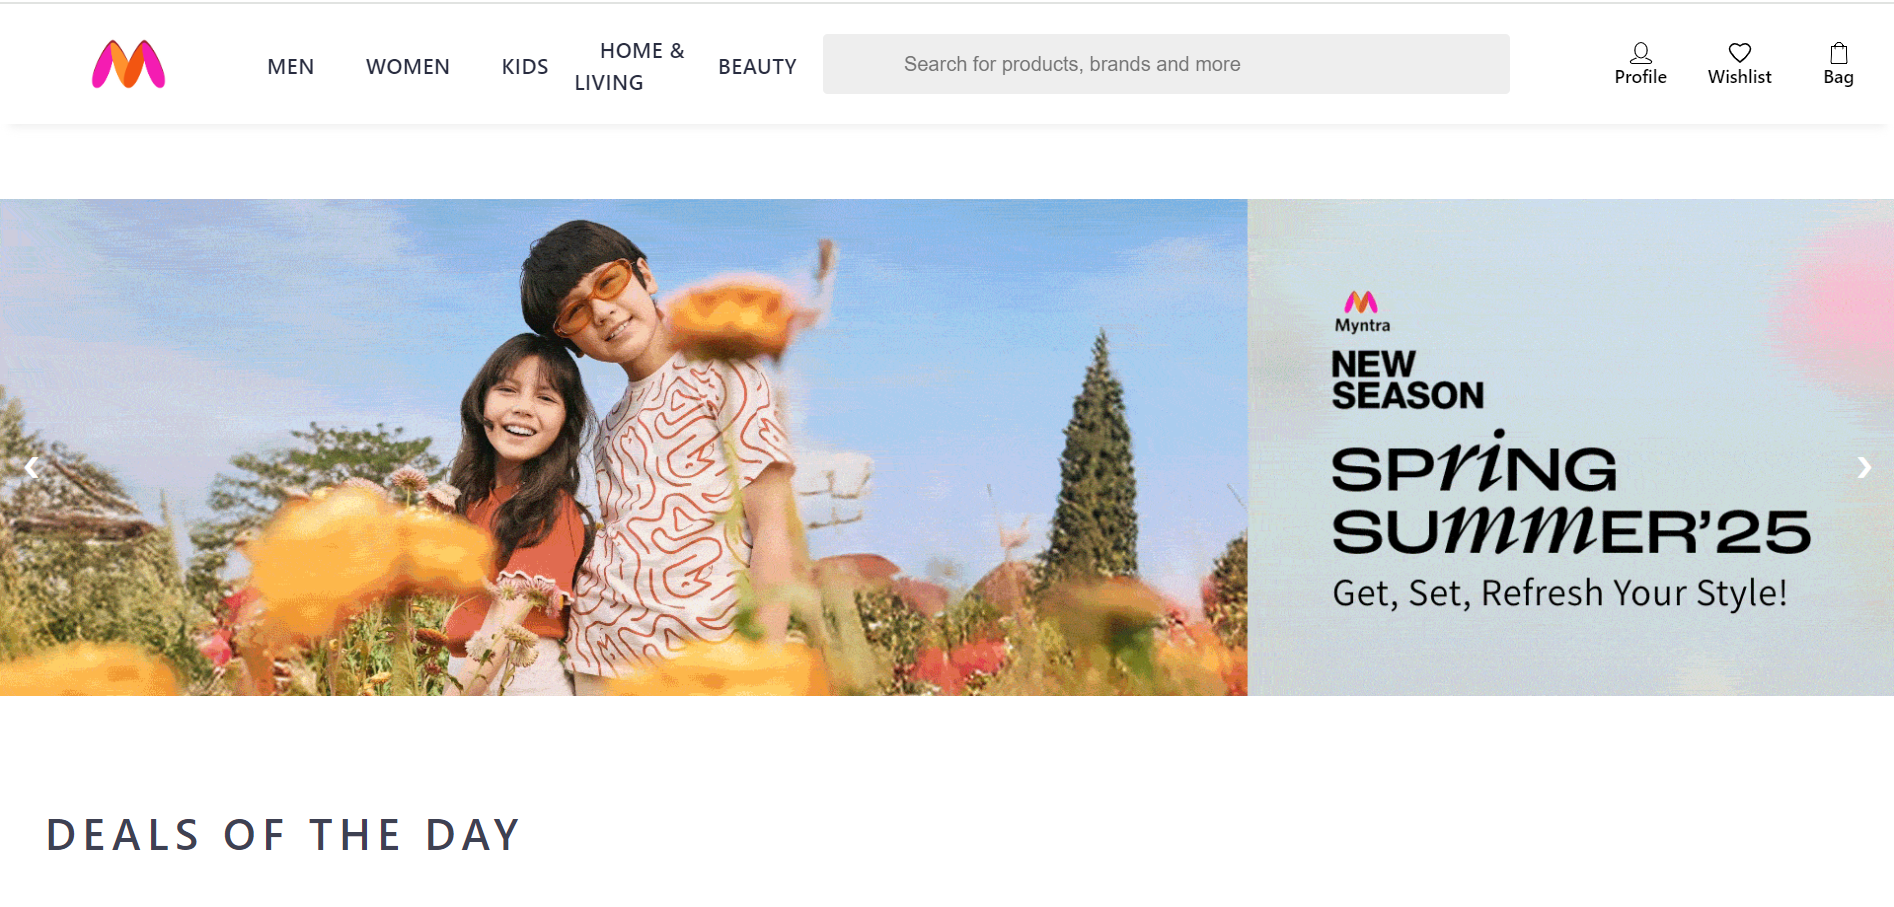 MEN
WOMEN
KIDS
HOME &
LIVING
BEAUTY
Search for products, brands and more
Profile
Wishlist
Bag
Myntra
NEW
SEASON
SPRING
SUMMER’25
Get, Set, Refresh Your Style!
DEALS OF THE DAY